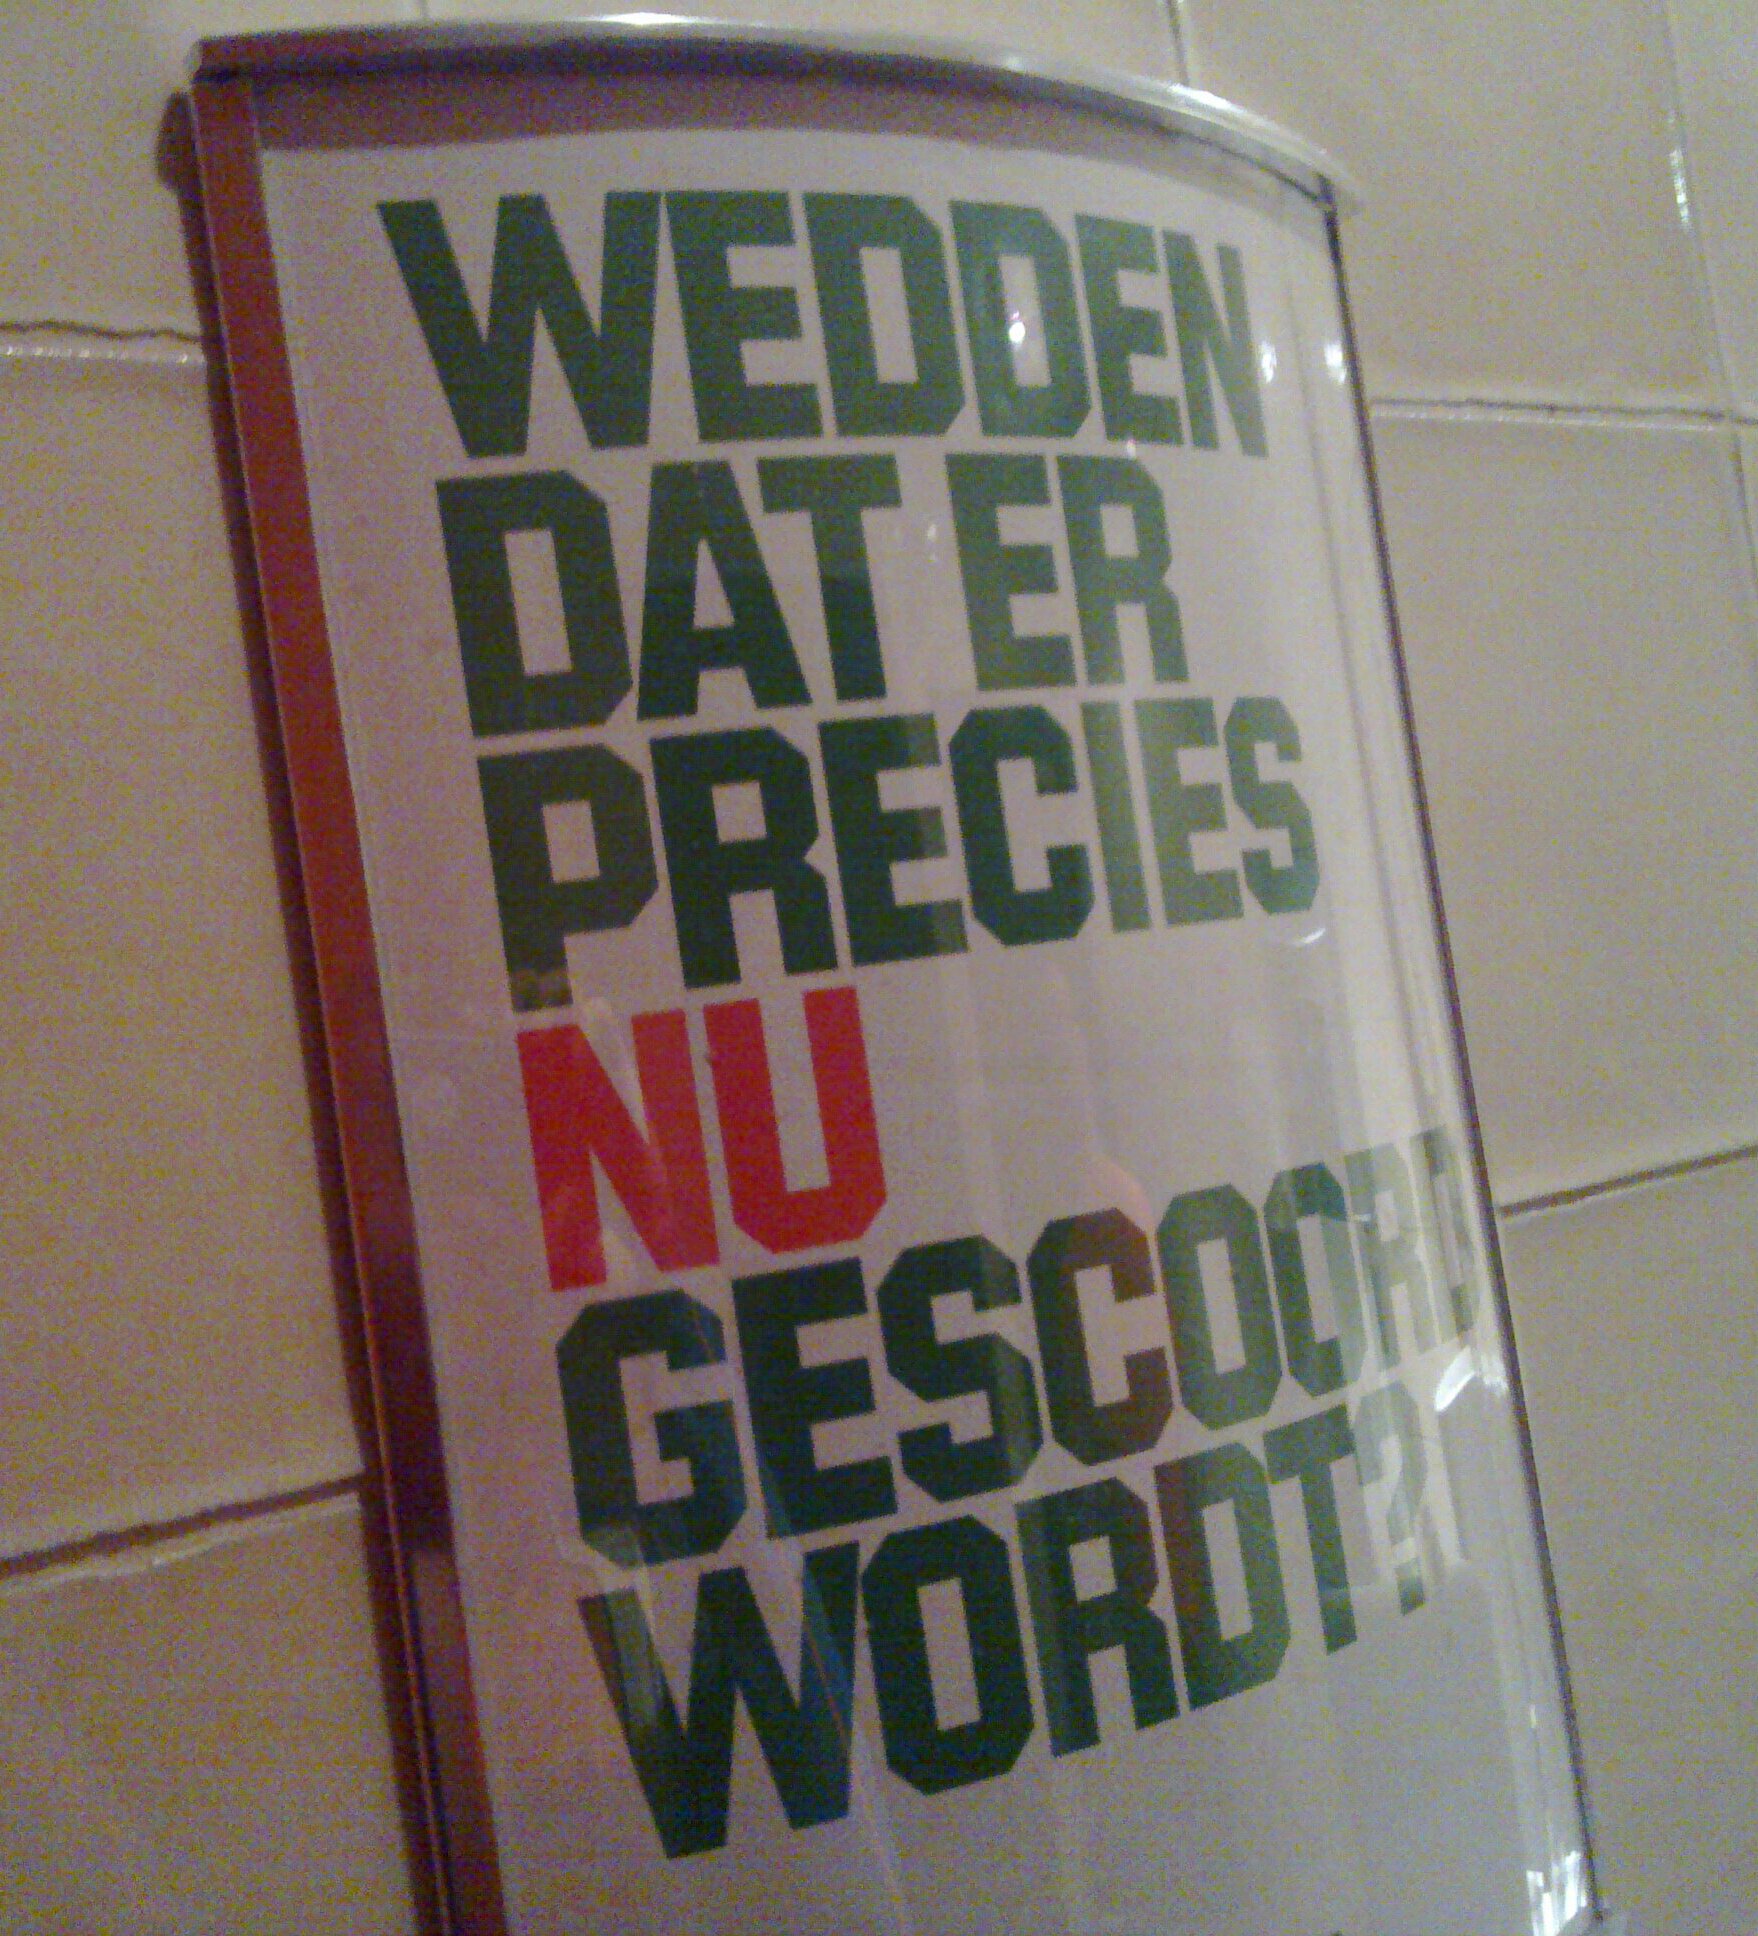 WEDDEN
DAT ER
PRECIES
NU
GESCOORD
WORDT?!